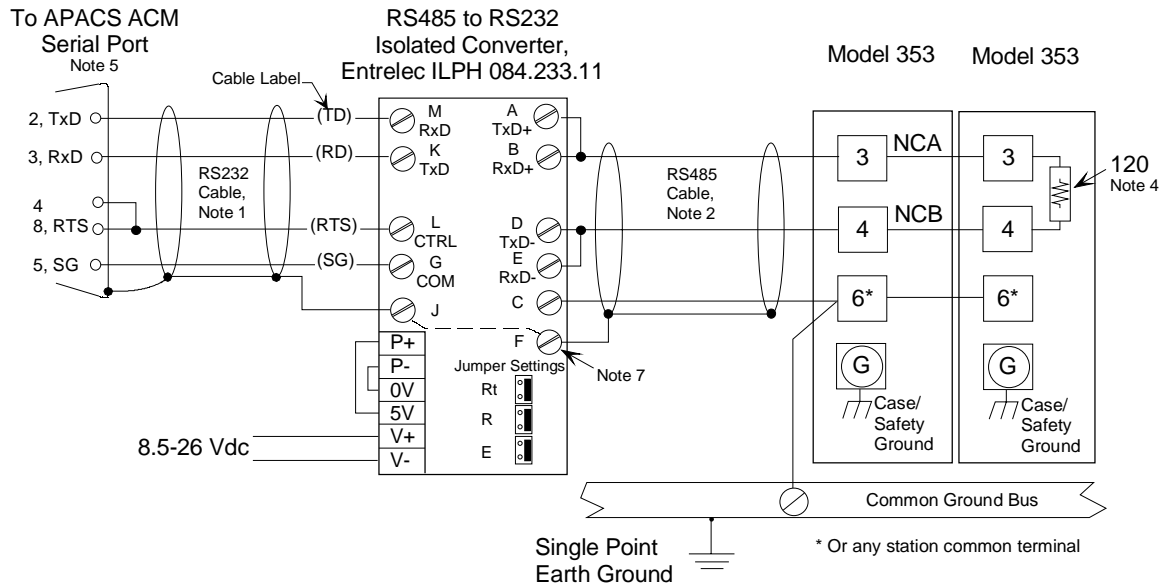 To APACS ACM
Serial Port
Note 5
RS485 to RS232
Isolated Converter,
Entrelec ILPH 084.233.11
Model 353
Model 353
Cable Label
2, TxD
(TD)
M
RxD
A
TxD+
3, RxD
(RD)
K
TxD
B
RxD+
RS232
Cable,
Note 1
RS485
Cable,
Note 2
3
NCA
3
120
Note 4
4
8, RTS
(RTS)
L
CTRL
D
TxD-
4
NCB
4
5, SG
(SG)
G
COM
E
RxD-
J
C
6*
6*
F
Note 7
P+
P-
0V
5V
V+
V-
Jumper Settings
Rt
R
E
8.5-26 Vdc
G
Case/
Safety
Ground
G
Case/
Safety
Ground
Common Ground Bus
Single Point
Earth Ground
* Or any station common terminal